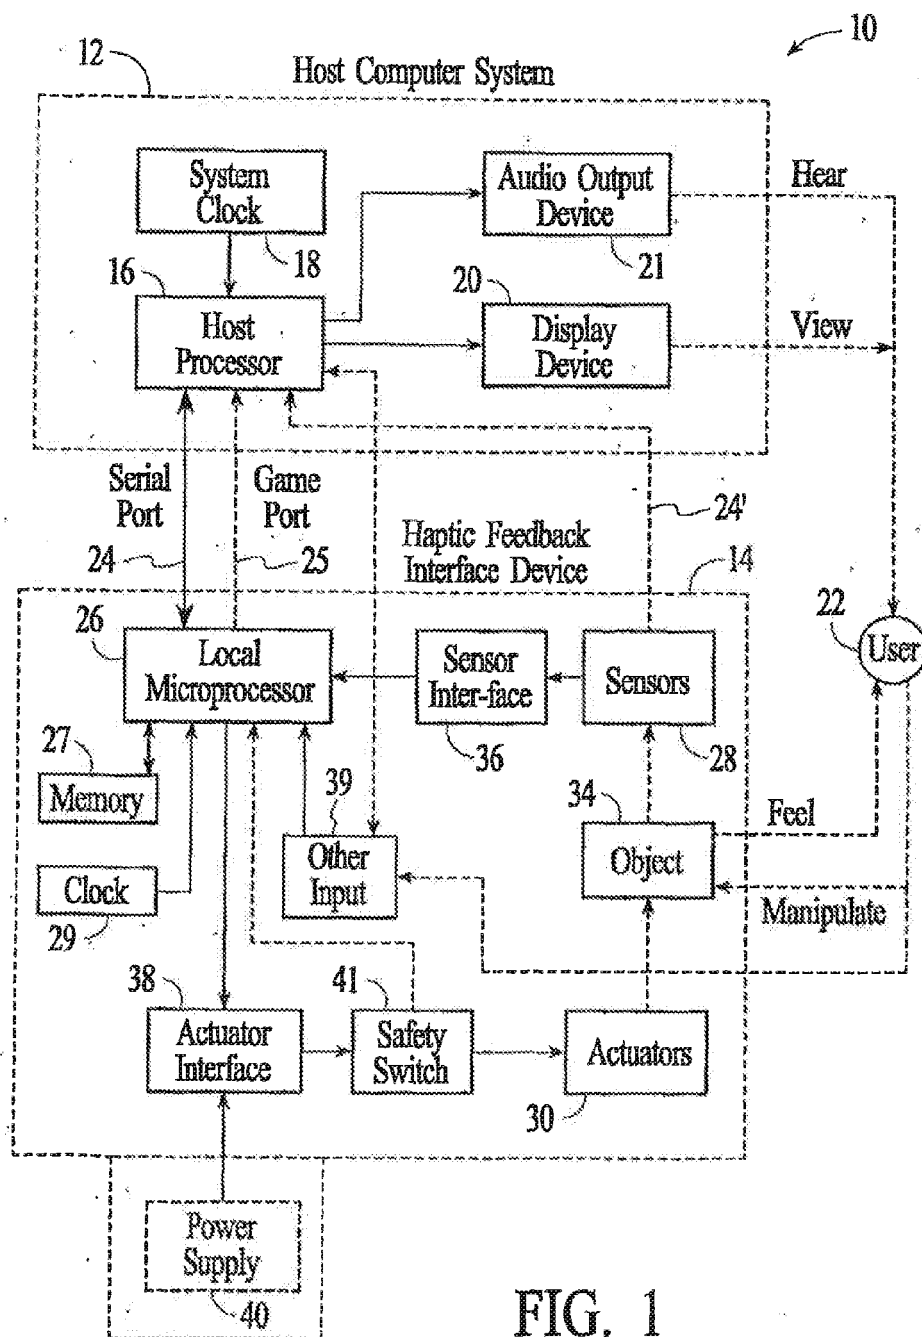 10
12
Host Computer System
System
Clock
18
Audio Output
Device
21
Hear
16
Host
Processor
20
Display
Device
View
Serial
Port
24
Game
Port
25
24'
Haptic Feedback
Interface Device
14
26
Local
Microprocessor
Sensor
Inter-face
36
Sensors
28
22
User
27
Memory
39
Other
Input
34
Object
Feel
Clock
29
Manipulate
38
Actuator
Interface
41
Safety
Switch
Actuators
30
Power
Supply
40
FIG. 1